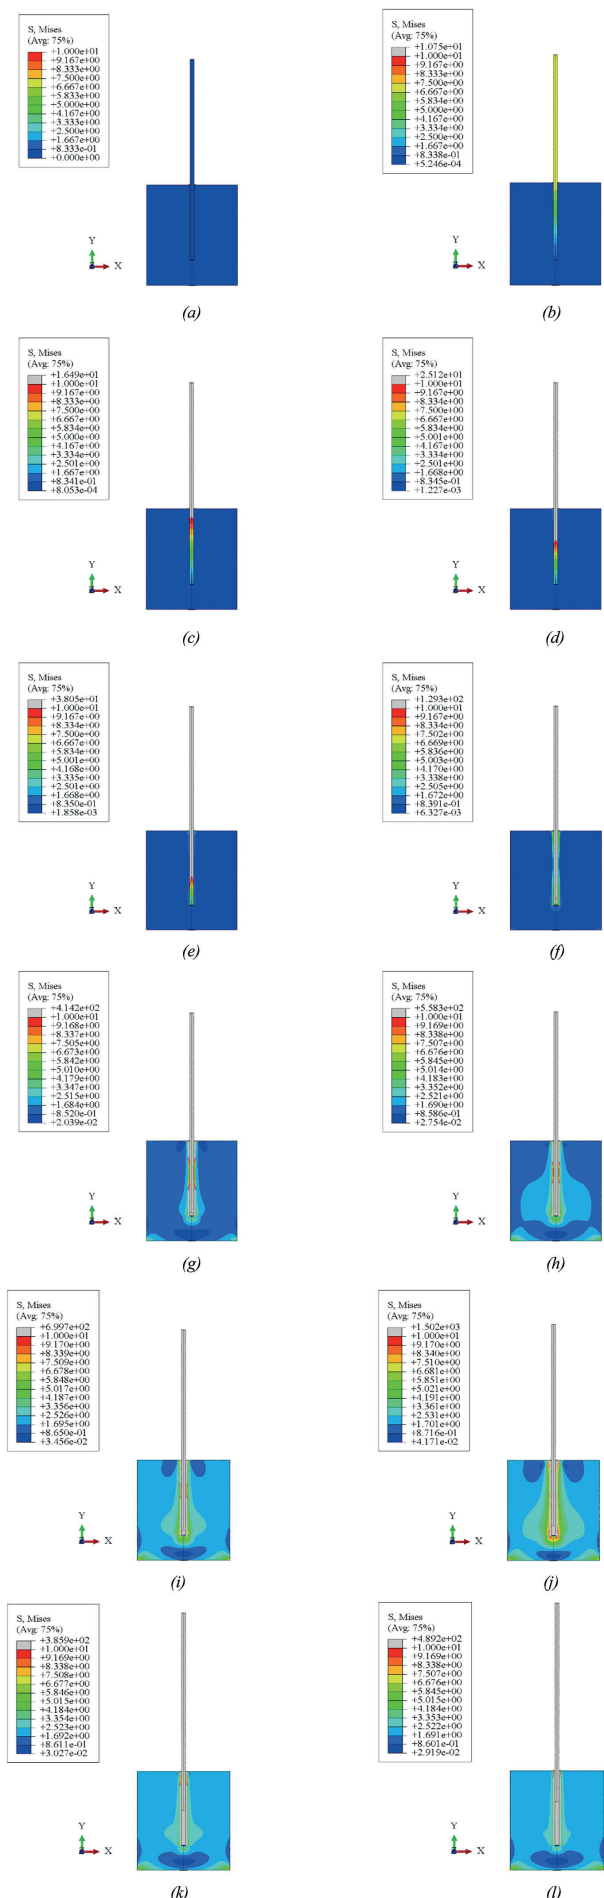 S, Mises
(Avg: 75%)
+1.000e+01
+9.167e+00
+8.333e+00
+7.500e+00
+6.667e+00
+5.833e+00
+5.000e+00
+4.167e+00
+3.333e+00
+2.500e+00
+1.667e+00
+8.333e-01
+0.000e+00
Y
Z
X
(a)
S, Mises
(Avg: 75%)
+1.075e+01
+1.000e+01
+9.167e+00
+8.333e+00
+7.500e+00
+6.667e+00
+5.834e+00
+5.000e+00
+4.167e+00
+3.334e+00
+2.500e+00
+1.667e+00
+8.338e-01
+5.246e-04
Y
Z
X
(b)
S, Mises
(Avg: 75%)
+1.649e+01
+1.000e+01
+9.167e+00
+8.333e+00
+7.500e+00
+6.667e+00
+5.834e+00
+5.000e+00
+4.167e+00
+3.334e+00
+2.501e+00
+1.667e+00
+8.341e-01
+8.053e-04
Y
Z
X
(c)
S, Mises
(Avg: 75%)
+2.512e+01
+1.000e+01
+9.167e+00
+8.334e+00
+7.500e+00
+6.667e+00
+5.834e+00
+5.001e+00
+4.167e+00
+3.334e+00
+2.501e+00
+1.668e+00
+8.345e-01
+1.227e-03
Y
Z
X
(d)
S, Mises
(Avg: 75%)
+3.805e+01
+1.000e+01
+9.167e+00
+8.334e+00
+7.500e+00
+6.667e+00
+5.834e+00
+5.001e+00
+4.168e+00
+3.335e+00
+2.501e+00
+1.668e+00
+8.350e-01
+1.858e-03
Y
Z
X
(e)
S, Mises
(Avg: 75%)
+1.293e+02
+1.000e+01
+9.167e+00
+8.334e+00
+7.502e+00
+6.669e+00
+5.836e+00
+5.003e+00
+4.170e+00
+3.338e+00
+2.505e+00
+1.672e+00
+8.391e-01
+6.327e-03
Y
Z
X
(f)
S, Mises
(Avg: 75%)
+4.142e+02
+1.000e+01
+9.168e+00
+8.337e+00
+7.505e+00
+6.673e+00
+5.842e+00
+5.010e+00
+4.179e+00
+3.347e+00
+2.515e+00
+1.684e+00
+8.520e-01
+2.039e-02
Y
Z
X
(g)
S, Mises
(Avg: 75%)
+5.583e+02
+1.000e+01
+9.169e+00
+8.338e+00
+7.507e+00
+6.676e+00
+5.845e+00
+5.014e+00
+4.183e+00
+3.352e+00
+2.521e+00
+1.690e+00
+8.586e-01
+2.754e-02
Y
Z
X
(h)
S, Mises
(Avg: 75%)
+6.997e+02
+1.000e+01
+9.170e+00
+8.339e+00
+7.509e+00
+6.678e+00
+5.848e+00
+5.017e+00
+4.187e+00
+3.356e+00
+2.526e+00
+1.695e+00
+8.650e-01
+3.456e-02
Y
Z
X
(i)
S, Mises
(Avg: 75%)
+1.502e+03
+1.000e+01
+9.170e+00
+8.340e+00
+7.510e+00
+6.681e+00
+5.851e+00
+5.021e+00
+4.191e+00
+3.361e+00
+2.531e+00
+1.701e+00
+8.716e-01
+4.171e-02
Y
Z
X
(j)
S, Mises
(Avg: 75%)
+3.859e+02
+1.000e+01
+9.169e+00
+8.338e+00
+7.508e+00
+6.677e+00
+5.846e+00
+5.015e+00
+4.184e+00
+3.354e+00
+2.523e+00
+1.692e+00
+8.611e-01
+3.027e-02
Y
Z
X
(k)
S, Mises
(Avg: 75%)
+4.892e+02
+1.000e+01
+9.169e+00
+8.338e+00
+7.507e+00
+6.676e+00
+5.845e+00
+5.015e+00
+4.184e+00
+3.353e+00
+2.522e+00
+1.691e+00
+8.601e-01
+2.919e-02
Y
Z
X
(l)